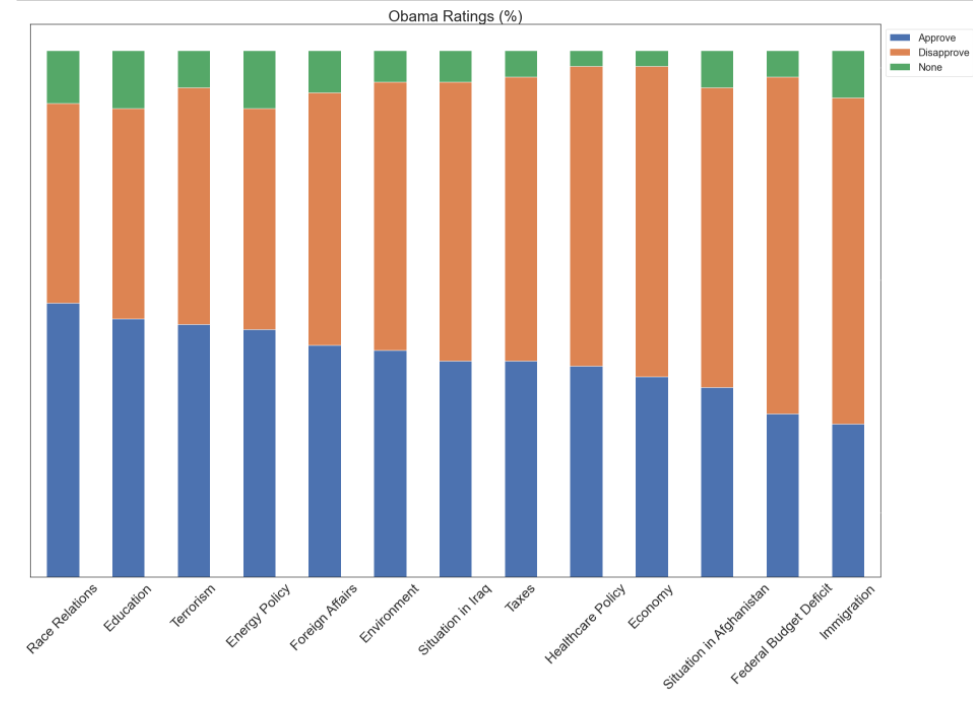 Obama Ratings (%)
Approve
Disapprove
None
Race Relations
Education
Terrorism
Energy Policy
Foreign Affairs
Environment
Situation in Iraq
Taxes
Healthcare Policy
Economy
Situation in Afghanistan
Federal Budget Deficit
Immigration